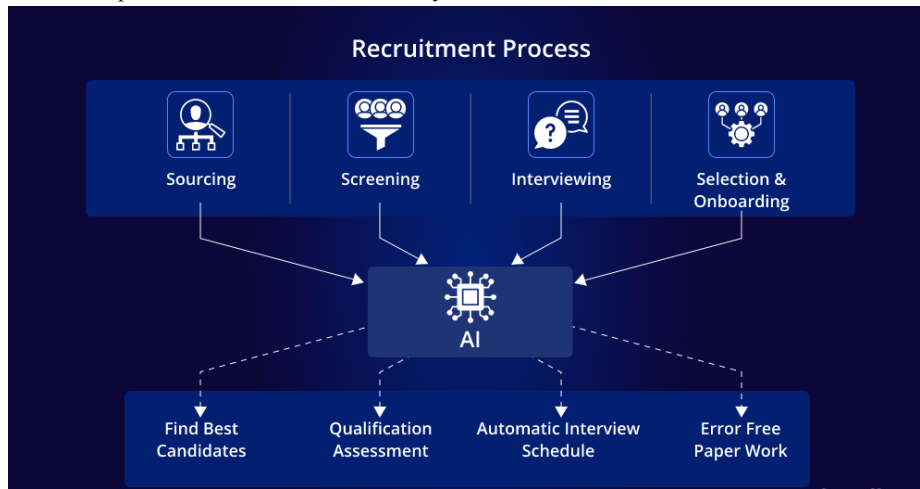 Recruitment Process
Sourcing
Screening
Interviewing
Selection &
Onboarding
AI
Find Best
Candidates
Qualification
Assessment
Automatic Interview
Schedule
Error Free
Paper Work